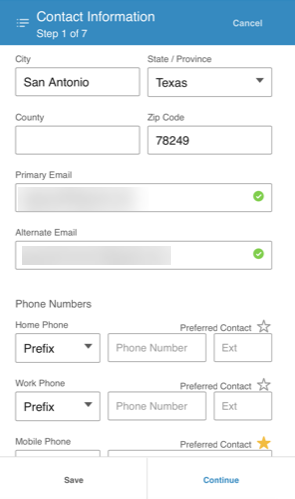 Contact Information
Cancel
Step 1 of 7
City
State / Province
San Antonio
Texas
County
Zip Code
78249
Primary Email
Alternate Email
Phone Numbers
Home Phone
Preferred Contact
Prefix
Phone Number
Ext
Work Phone
Preferred Contact
Prefix
Phone Number
Ext
Mobile Phone
Preferred Contact
Save
Continue